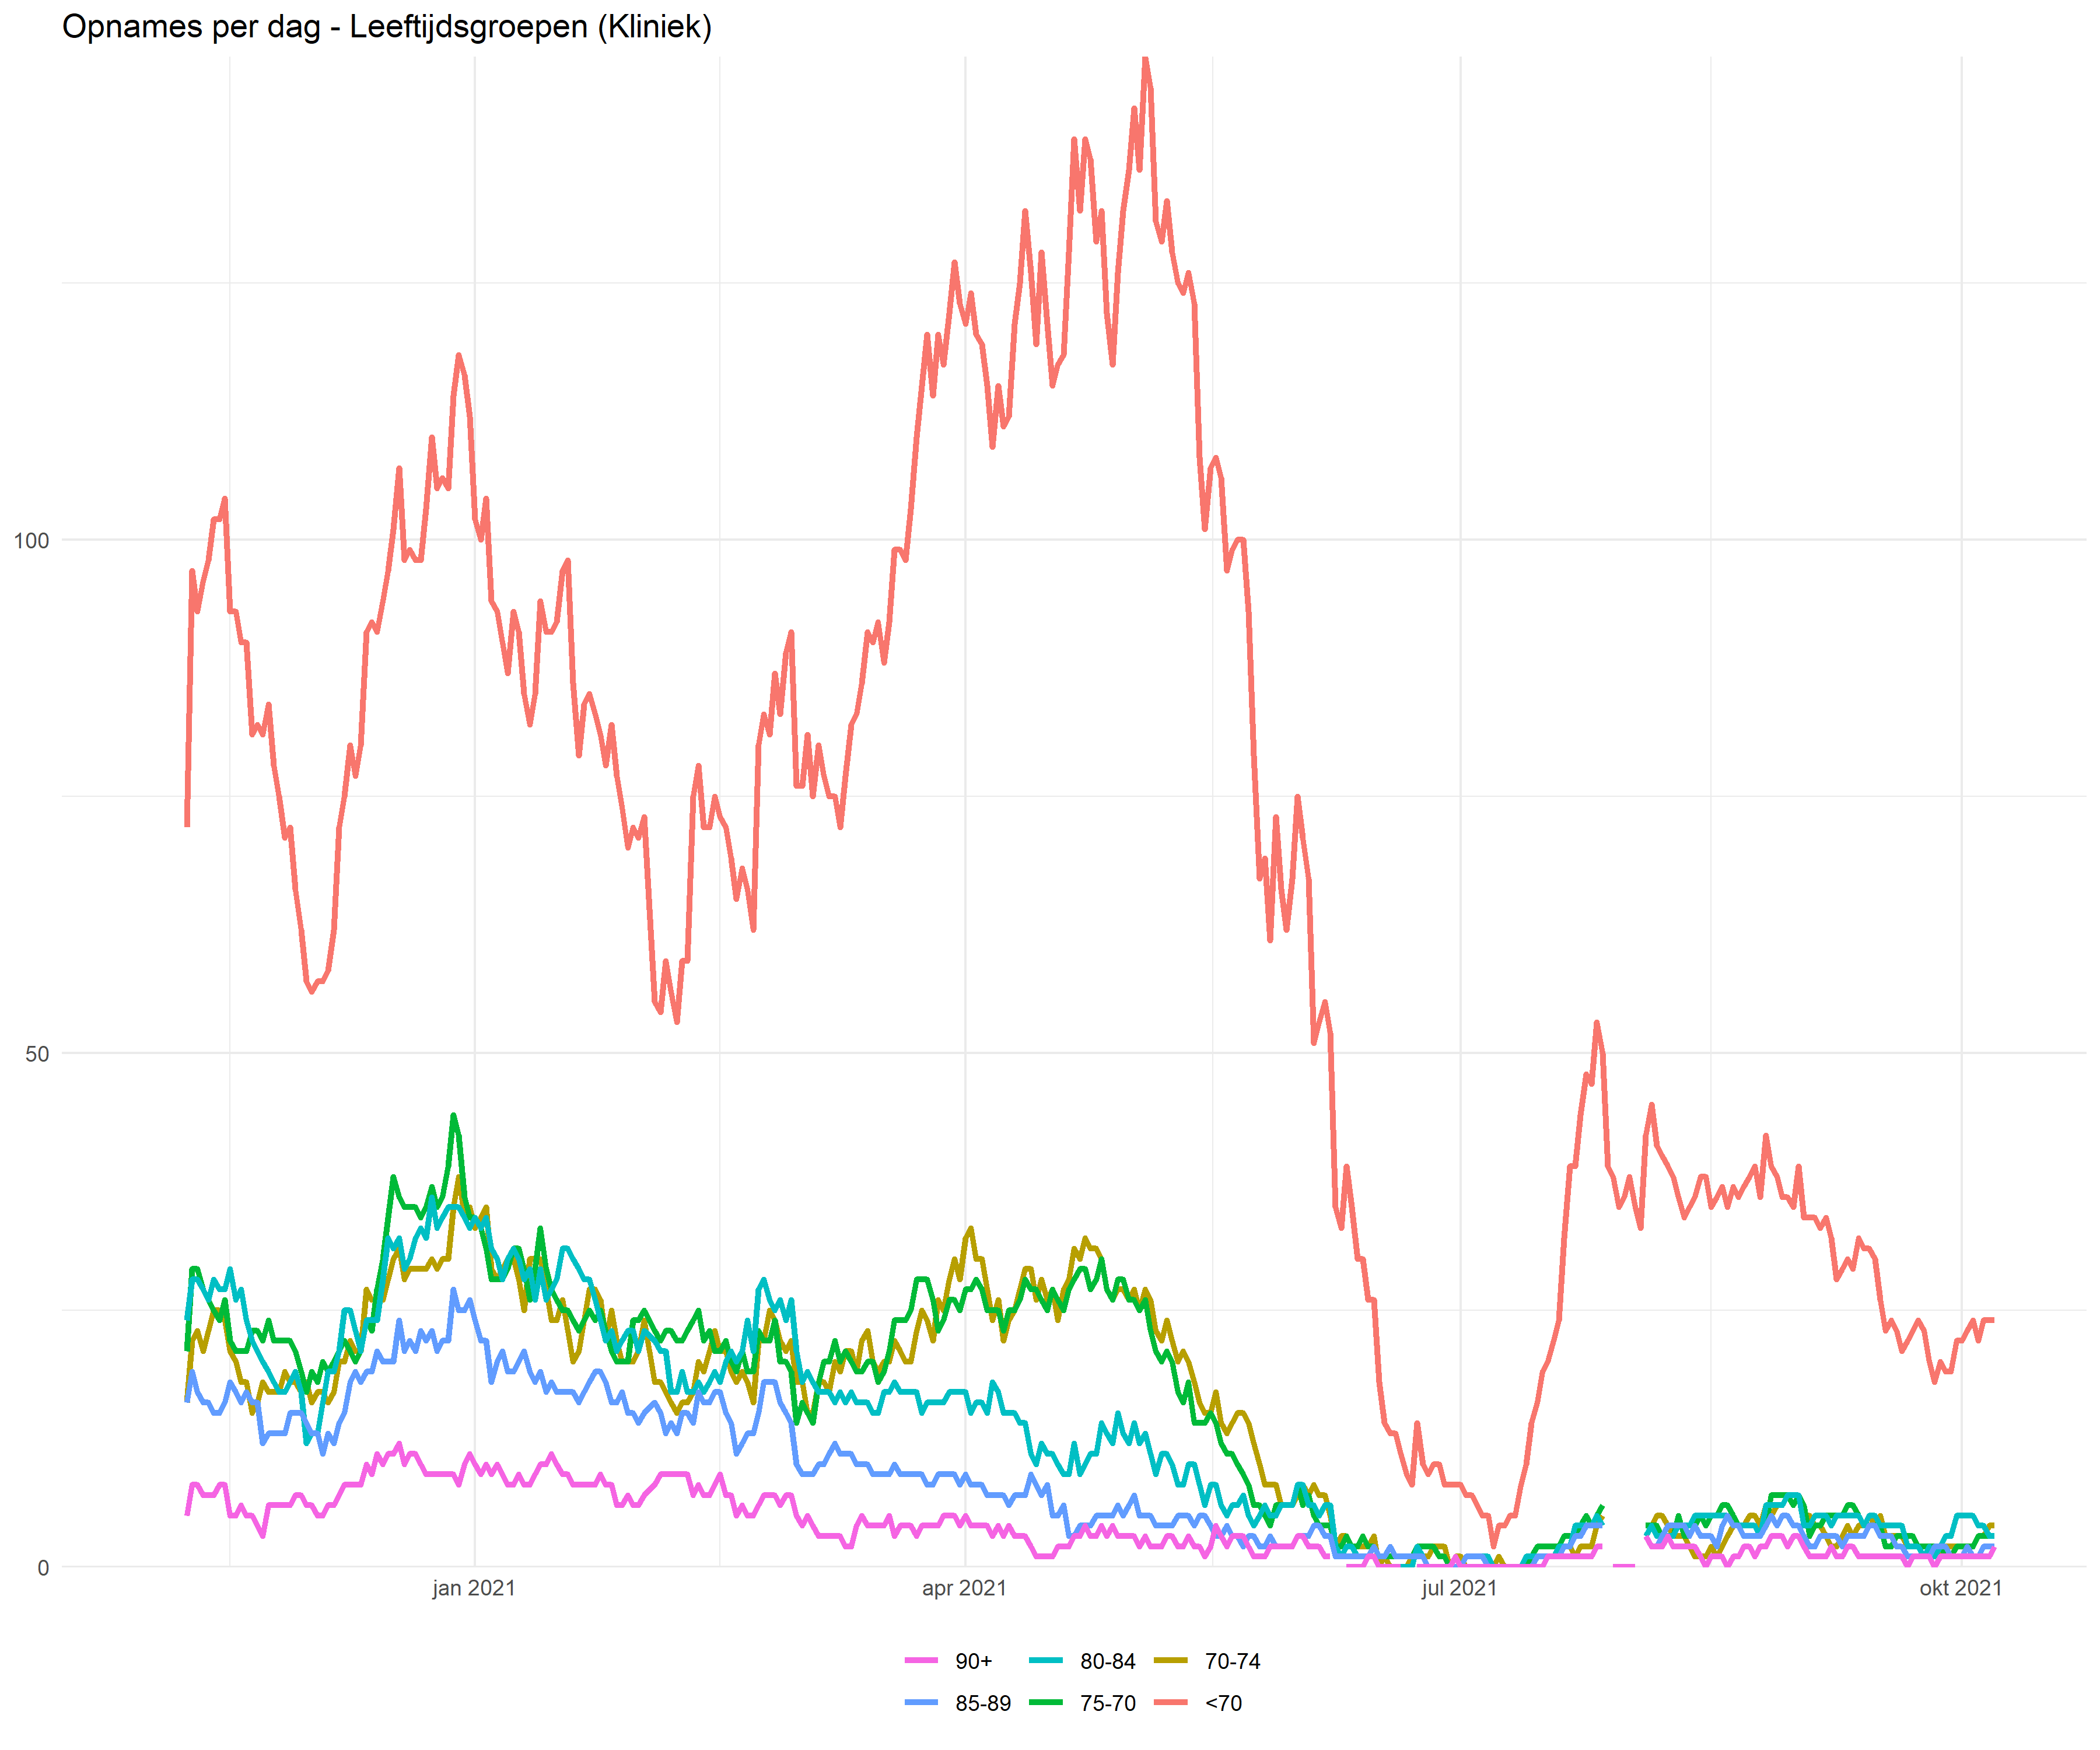 Opnames per dag - Leeftijdsgroepen (Kliniek)
100
50
0
jan 2021 apr 2021 jul 2021 okt 2021
90+ 80-84 70-74
85-89 75-70 <70